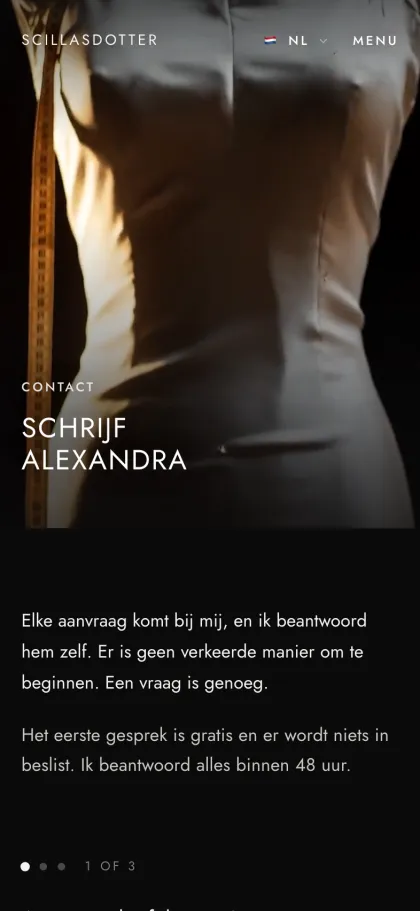 SCILLASDOTTER
NL
MENU
CONTACT
SCHRIJF
ALEXANDRA
Elke aanvraag komt bij mij, en ik beantwoord
hem zelf. Er is geen verkeerde manier om te
beginnen. Een vraag is genoeg.
Het eerste gesprek is gratis en er wordt niets in
beslist. Ik beantwoord alles binnen 48 uur.
1 OF 3